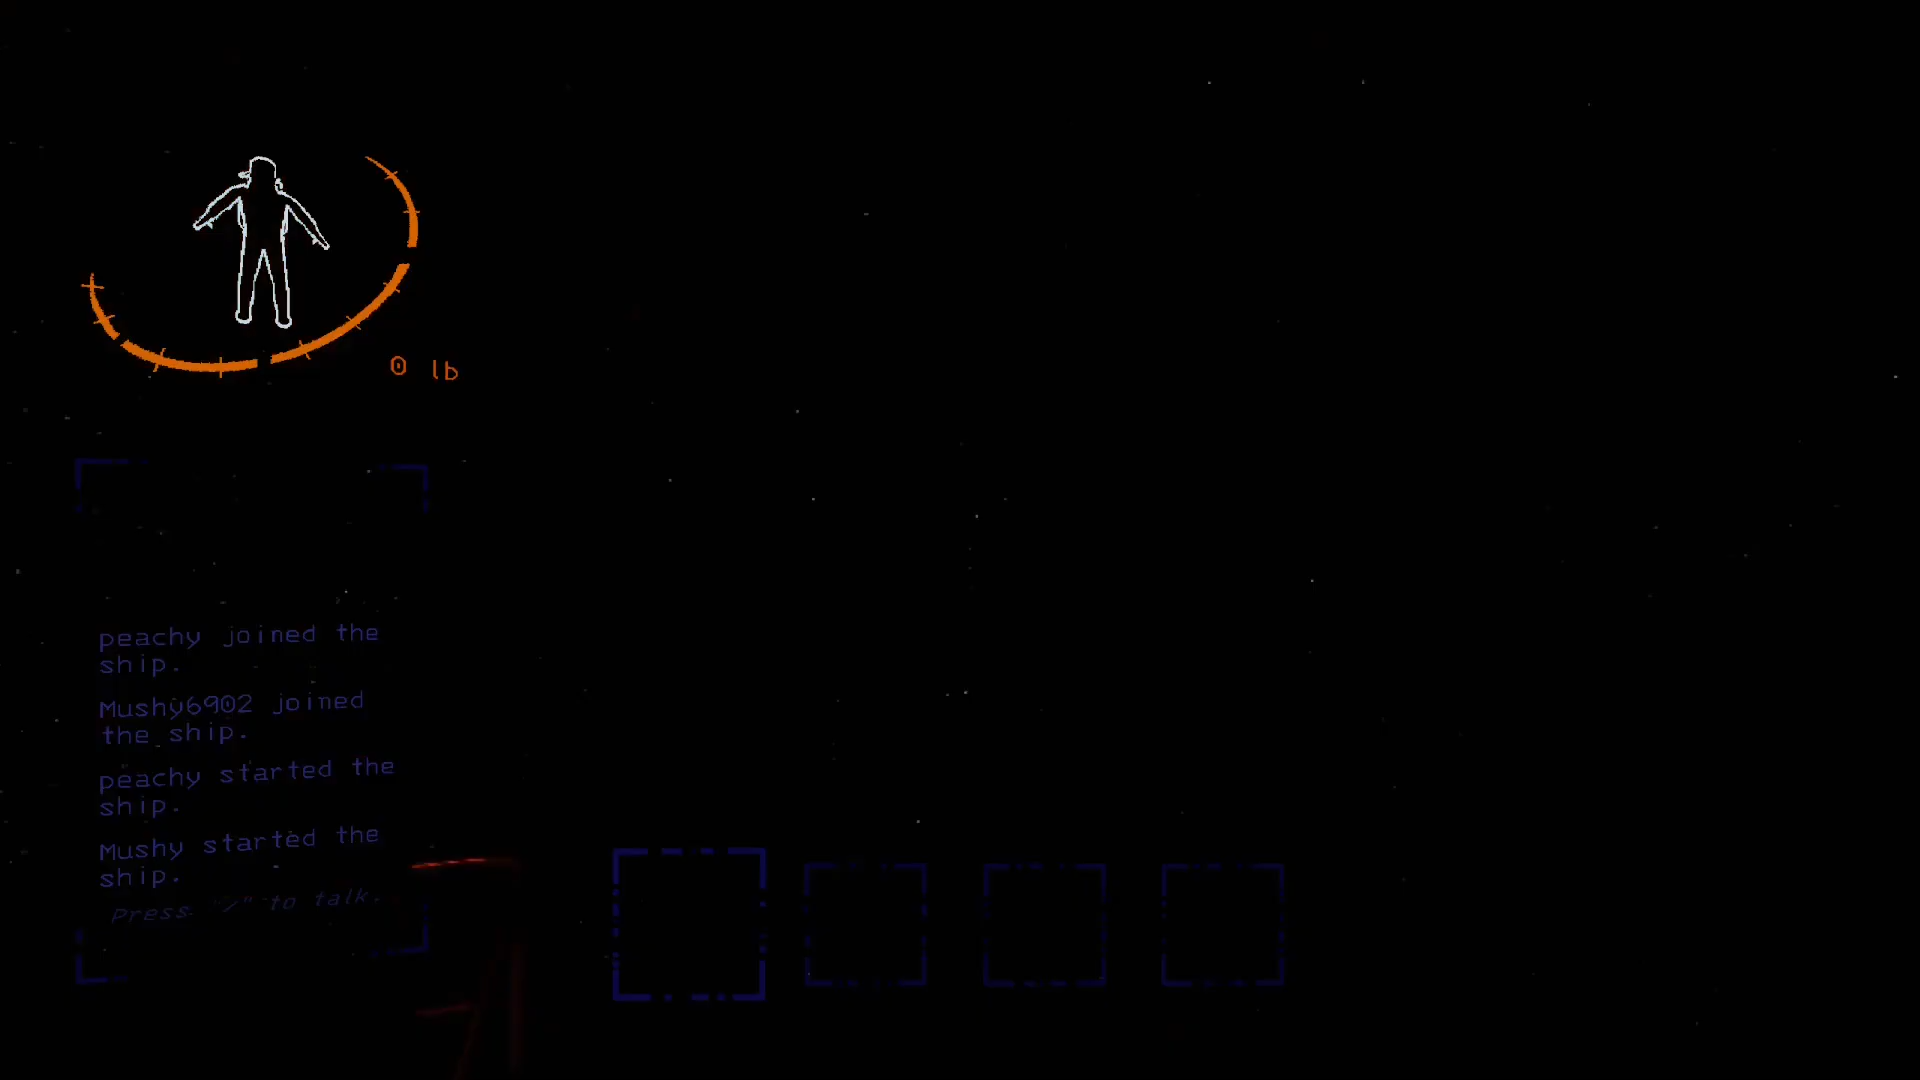 0 lb
peachy joined the
ship.
Mushy6902 joined
the ship.
peachy started the
ship.
Mushy started the
ship.
Press "/" to talk.